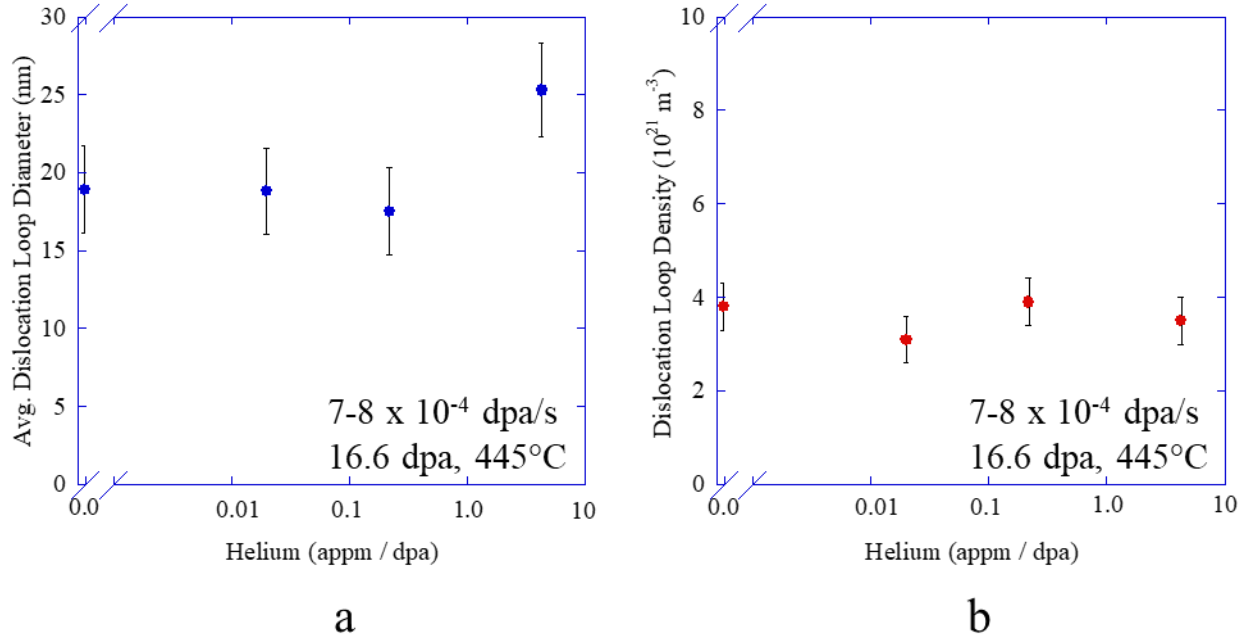 30
25
20
15
10
5
0
Avg. Dislocation Loop Diameter (nm)
7-8 x 10⁻⁴ dpa/s
16.6 dpa, 445°C
0.0 0.01 0.1 1.0 10
Helium (appm / dpa)
a
10
8
6
4
2
0
Dislocation Loop Density (10²¹ m⁻³)
7-8 x 10⁻⁴ dpa/s
16.6 dpa, 445°C
0.0 0.01 0.1 1.0 10
Helium (appm / dpa)
b